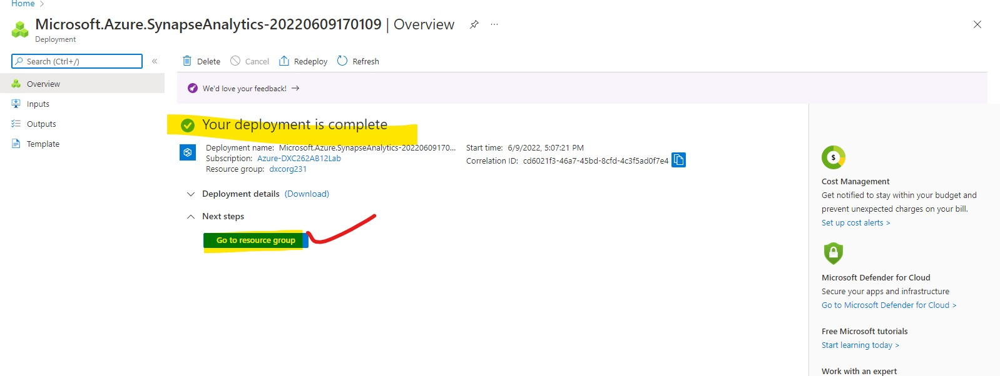 Home >
Microsoft.Azure.SynapseAnalytics-20220609170109 | Overview ...
Deployment
Search (Ctrl+/) «
Delete Cancel Redeploy Refresh
Overview
Inputs
Outputs
Template
We'd love your feedback! →
Your deployment is complete
Deployment name: Microsoft.Azure.SynapseAnalytics-20220609170...
Subscription: Azure-DXC262AB12Lab
Resource group: dxcorg231
Start time: 6/9/2022, 5:07:21 PM
Correlation ID: cd6021f3-46a7-45bd-8cfd-4c3f5ad0f7e4
Deployment details (Download)
Next steps
Go to resource group
$
Cost Management
Get notified to stay within your budget and
prevent unexpected charges on your bill.
Set up cost alerts >
Microsoft Defender for Cloud
Secure your apps and infrastructure
Go to Microsoft Defender for Cloud >
Free Microsoft tutorials
Start learning today >
Work with an expert